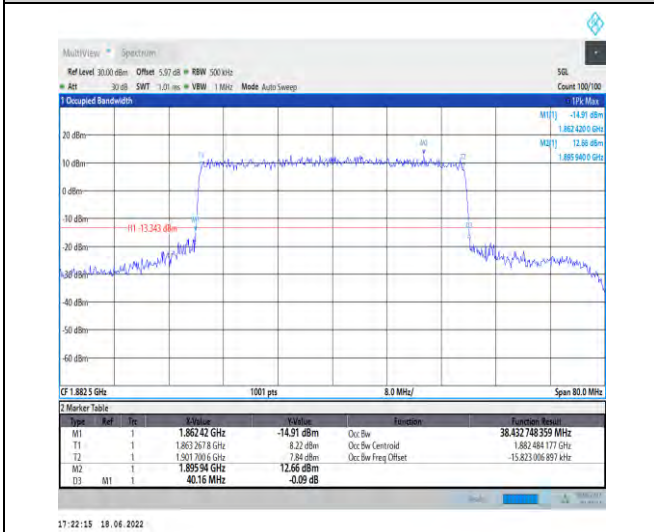 MultiView Spectrum
Ref Level 30.00 dBm Offset 5.97 dB RBW 500 kHz SGL
Att 30 dB SWT 1.01 ms VBW 1 MHz Mode Auto Sweep Count 100/100
1 Occupied Bandwidth 1Pk Max
M1[1] -14.91 dBm
1.862 420 0 GHz
M2[1] 12.66 dBm
1.895 940 0 GHz
20 dBm
M2
T1
T2
10 dBm
0 dBm
-10 dBm
H1 -13.343 dBm
-20 dBm
-30 dBm
-40 dBm
-50 dBm
-60 dBm
CF 1.882 5 GHz 1001 pts 8.0 MHz/ Span 80.0 MHz
2 Marker Table
Type Ref Trc X-Value Y-Value Function Function Result
M1 1 1.862 42 GHz -14.91 dBm Occ Bw 38.432 748 359 MHz
T1 1 1.863 267 8 GHz 8.22 dBm Occ Bw Centroid 1.882 484 177 GHz
T2 1 1.901 700 6 GHz 7.84 dBm Occ Bw Freq Offset -15.823 006 897 kHz
M2 1 1.895 94 GHz 12.66 dBm
D3 M1 1 40.16 MHz -0.09 dB
17:22:15 18.06.2022